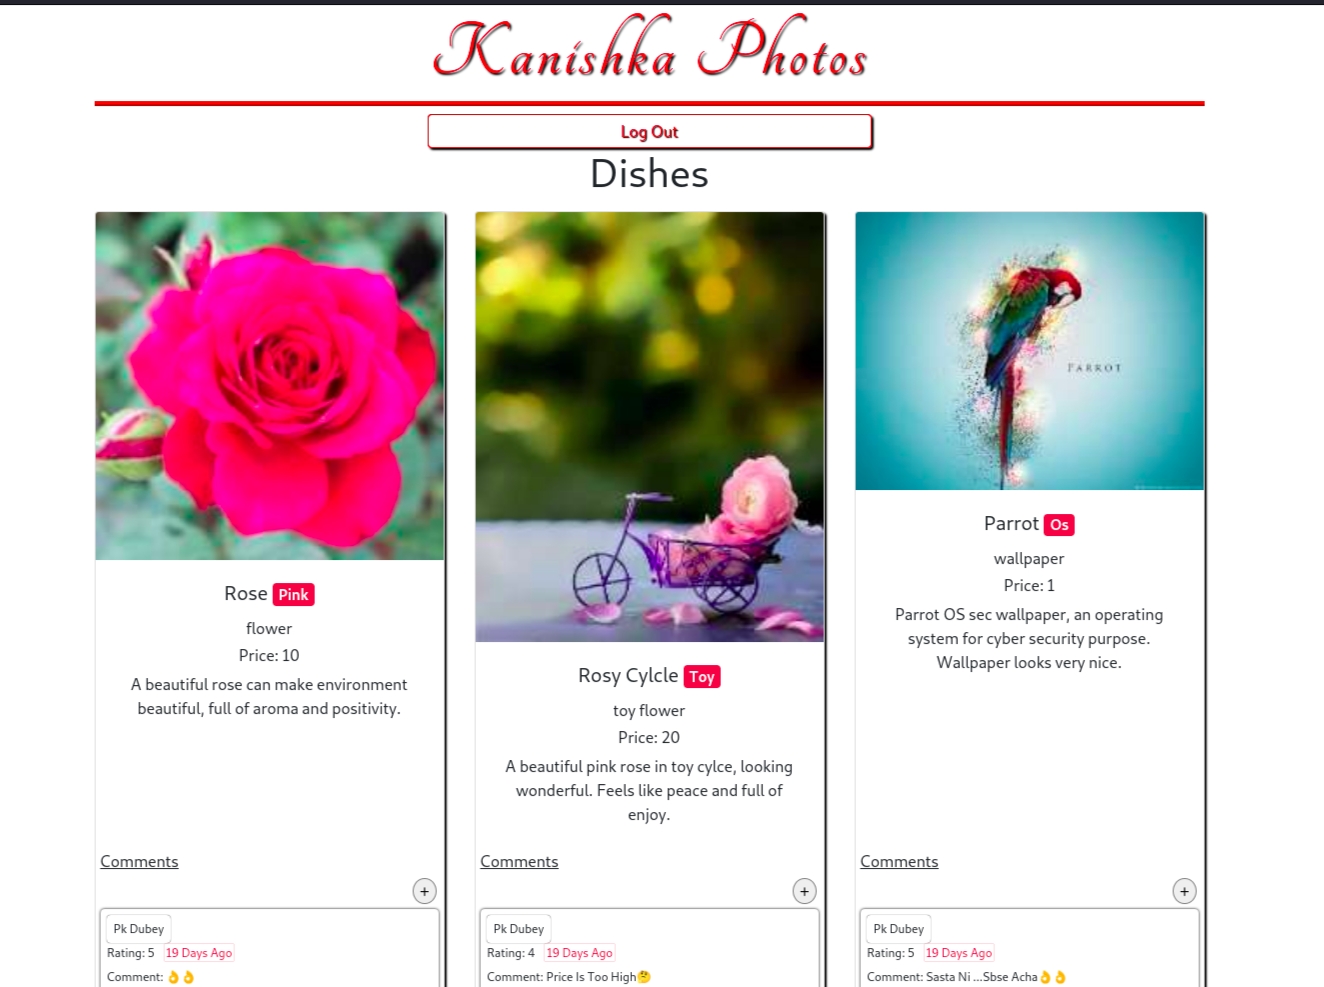 Kanishka Photos
Log Out
Dishes
PARROT
Rose Pink
flower
Price: 10
A beautiful rose can make environment
beautiful, full of aroma and positivity.
Comments
+
Pk Dubey
Rating: 5 19 Days Ago
Comment: 👌👌
Rosy Cylcle Toy
toy flower
Price: 20
A beautiful pink rose in toy cylce, looking
wonderful. Feels like peace and full of
enjoy.
Comments
+
Pk Dubey
Rating: 4 19 Days Ago
Comment: Price Is Too High🤔
Parrot Os
wallpaper
Price: 1
Parrot OS sec wallpaper, an operating
system for cyber security purpose.
Wallpaper looks very nice.
Comments
+
Pk Dubey
Rating: 5 19 Days Ago
Comment: Sasta Ni ...Sbse Acha👌👌